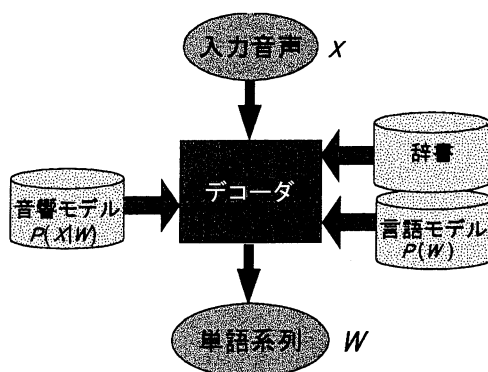 入力音声 X
辞書
デコーダ
音響モデル
P(X|W)
言語モデル
P(W)
単語系列 W